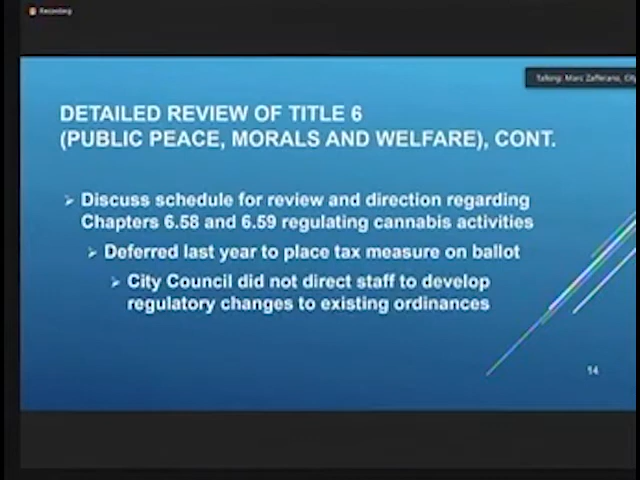 Recording
Talking: Marc Zafferano, City
DETAILED REVIEW OF TITLE 6
(PUBLIC PEACE, MORALS AND WELFARE), CONT.
Discuss schedule for review and direction regarding
Chapters 6.58 and 6.59 regulating cannabis activities
Deferred last year to place tax measure on ballot
City Council did not direct staff to develop
regulatory changes to existing ordinances
14